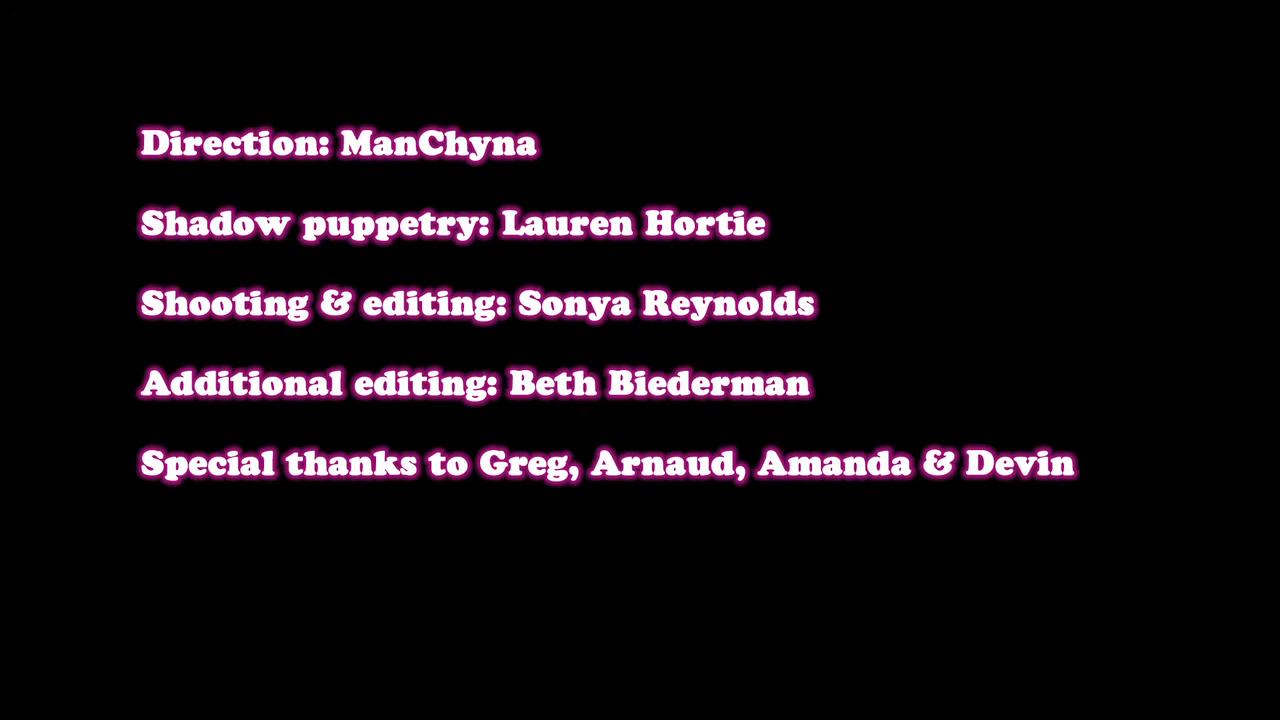 Direction: ManChyna
Shadow puppetry: Lauren Hortie
Shooting & editing: Sonya Reynolds
Additional editing: Beth Biederman
Special thanks to Greg, Arnaud, Amanda & Devin